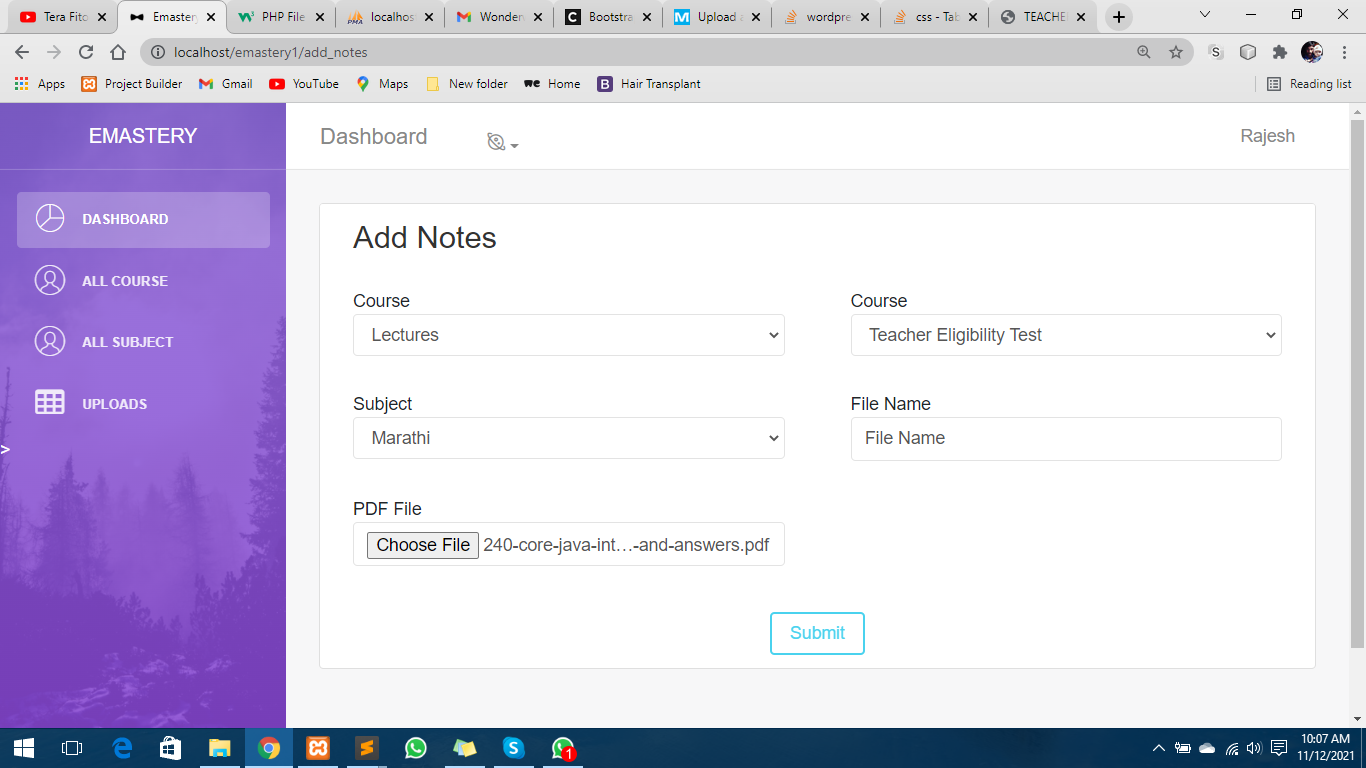 Tera Fito
Emastery
PHP File
localhos
Wonder
Bootstra
Upload a
wordpre
css - Tab
TEACHE
localhost/emastery1/add_notes
Apps
Project Builder
Gmail
YouTube
Maps
New folder
Home
Hair Transplant
Reading list
EMASTERY
Dashboard
Rajesh
DASHBOARD
ALL COURSE
ALL SUBJECT
UPLOADS
>
Add Notes
Course
Course
Lectures
Teacher Eligibility Test
Subject
File Name
Marathi
File Name
PDF File
Choose File 240-core-java-int…-and-answers.pdf
Submit
1
10:07 AM
11/12/2021